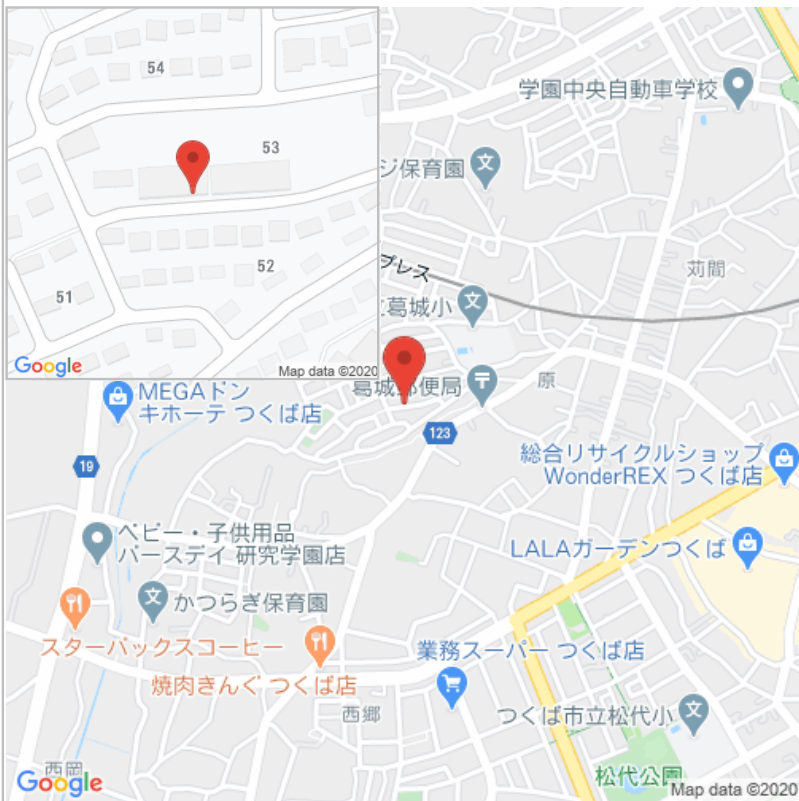 54
53
52
51
Google
Map data ©2020
学園中央自動車学校
ジ保育園
プレス
苅間
葛城小
葛城郵便局
原
MEGAドン
キホーテ つくば店
123
19
総合リサイクルショップ
WonderREX つくば店
ベビー・子供用品
バースデイ 研究学園店
LALAガーデンつくば
かつらぎ保育園
スターバックスコーヒー
焼肉きんぐ つくば店
業務スーパー つくば店
西郷
つくば市立松代小
西岡
松代公園
Google
Map data ©2020